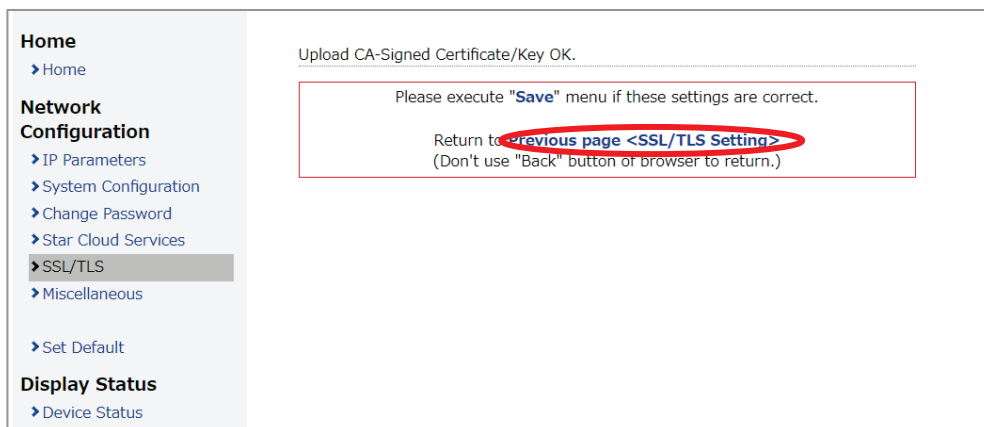 Home
Home
Network
Configuration
IP Parameters
System Configuration
Change Password
Star Cloud Services
SSL/TLS
Miscellaneous
Set Default
Display Status
Device Status
Upload CA-Signed Certificate/Key OK.
Please execute "Save" menu if these settings are correct.
Return to Previous page <SSL/TLS Setting>
(Don't use "Back" button of browser to return.)